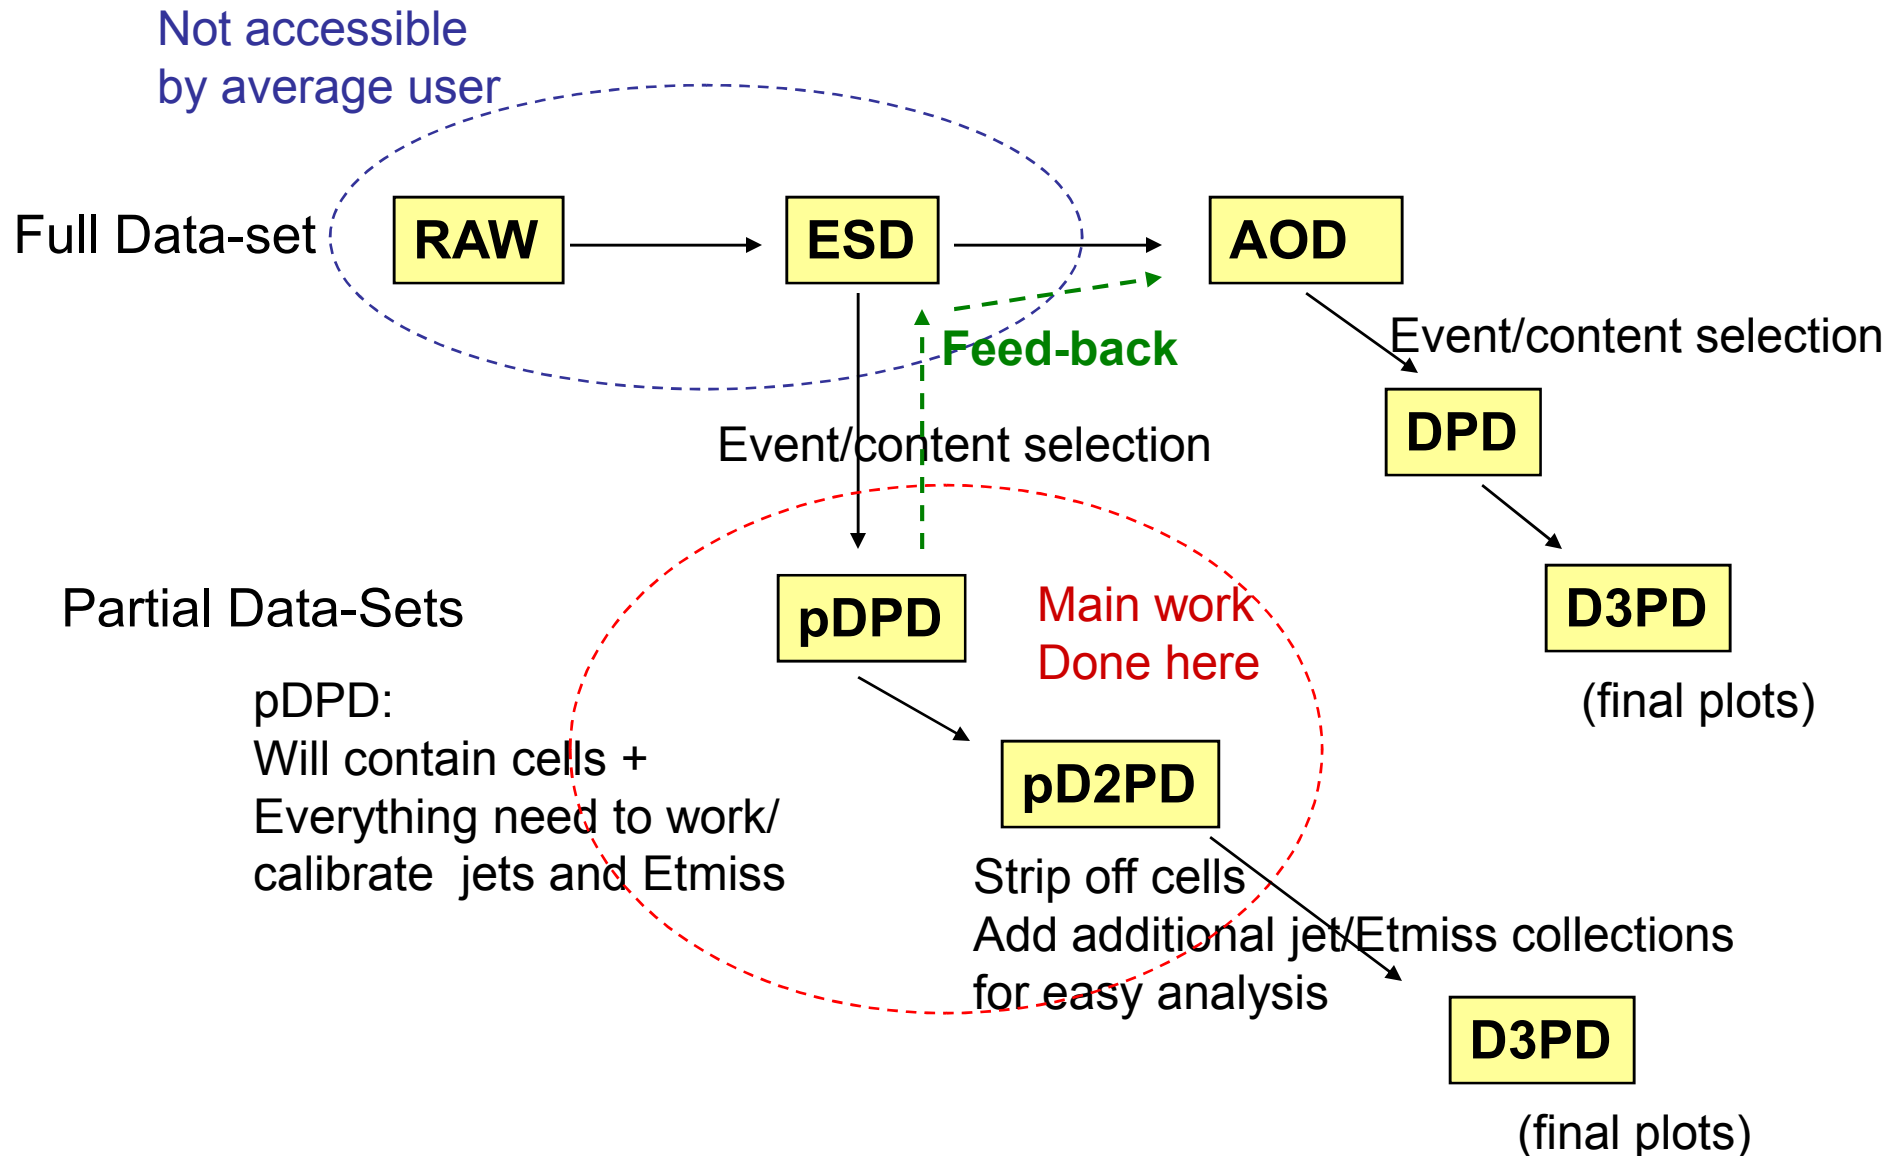 Not accessible
by average user
Full Data-set
RAW
ESD
AOD
Feed-back
Event/content selection
DPD
Event/content selection
Partial Data-Sets
pDPD
Main work
Done here
D3PD
(final plots)
pDPD:
Will contain cells +
Everything need to work/
calibrate jets and Etmiss
pD2PD
Strip off cells
Add additional jet/Etmiss collections
for easy analysis
D3PD
(final plots)